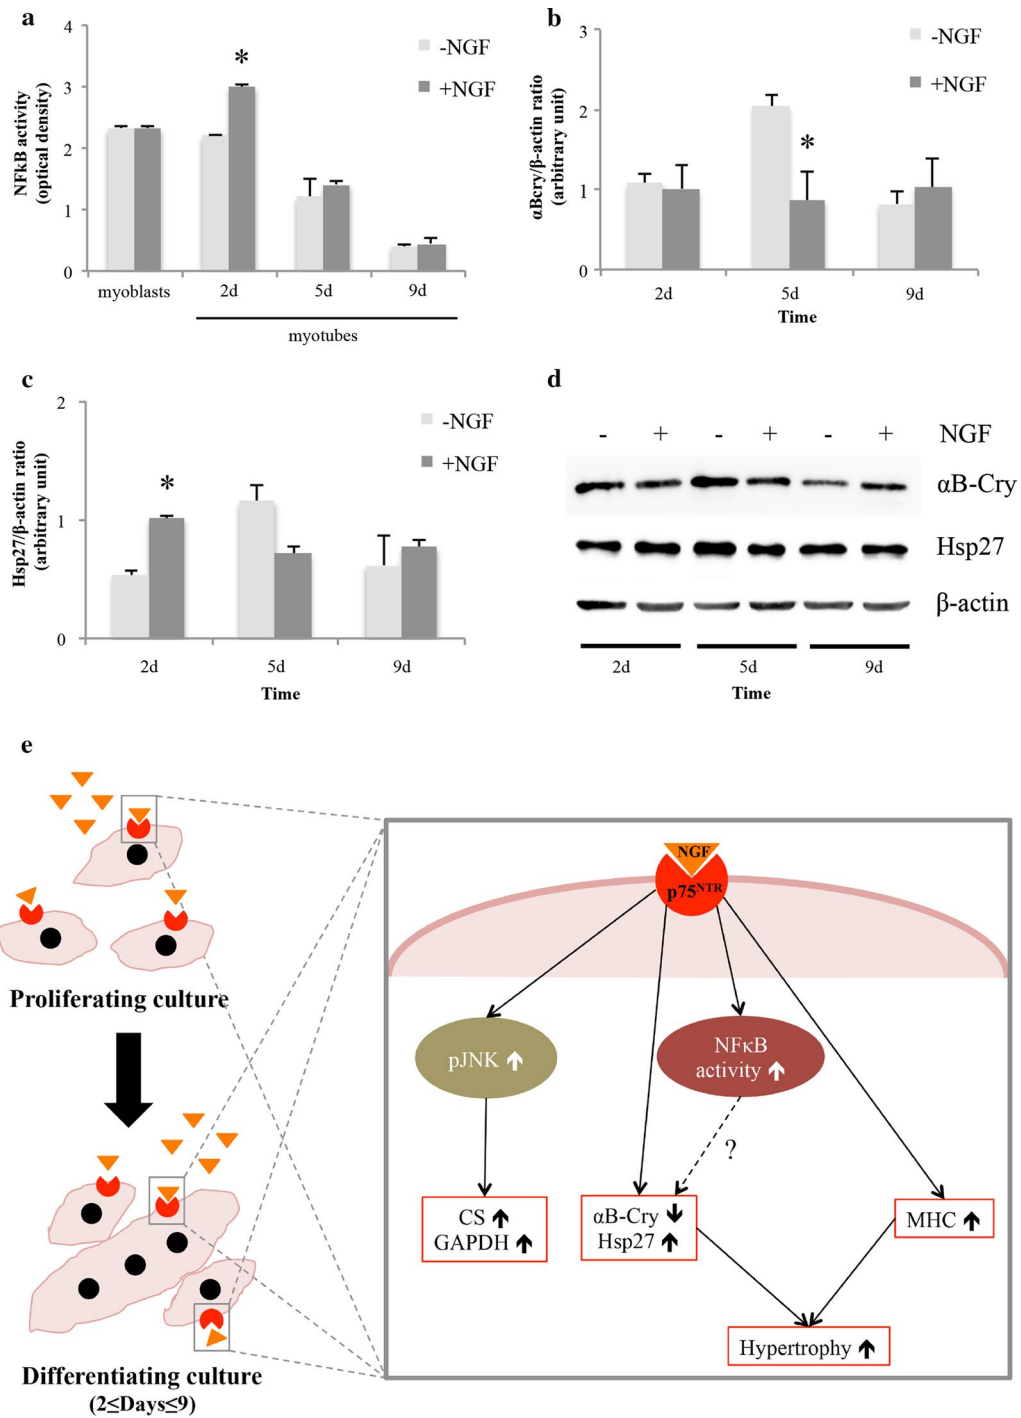 a
4
3
2
1
0
NFkB activity
(optical density)
*
-NGF
+NGF
myoblasts 2d 5d 9d
myotubes
b
3
2
1
0
αBcry/β-actin ratio
(arbitrary unit)
*
-NGF
+NGF
2d 5d 9d
Time
c
2
1
0
Hsp27/β-actin ratio
(arbitrary unit)
*
-NGF
+NGF
2d 5d 9d
Time
d
- + - + - + NGF
αB-Cry
Hsp27
β-actin
2d 5d 9d
Time
e
Proliferating culture
Differentiating culture
(2≤Days≤9)
NGF
p75NTR
pJNK ↑
NFκB
activity ↑
?
CS ↑
GAPDH ↑
αB-Cry ↓
Hsp27 ↑
MHC ↑
Hypertrophy ↑